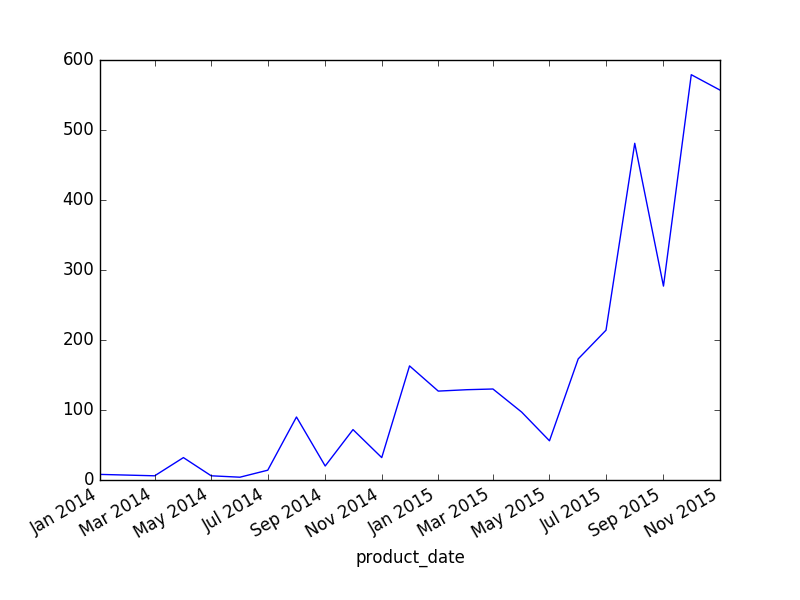 600
500
400
300
200
100
0
Jan 2014
Mar 2014
May 2014
Jul 2014
Sep 2014
Nov 2014
Jan 2015
Mar 2015
May 2015
Jul 2015
Sep 2015
Nov 2015
product_date